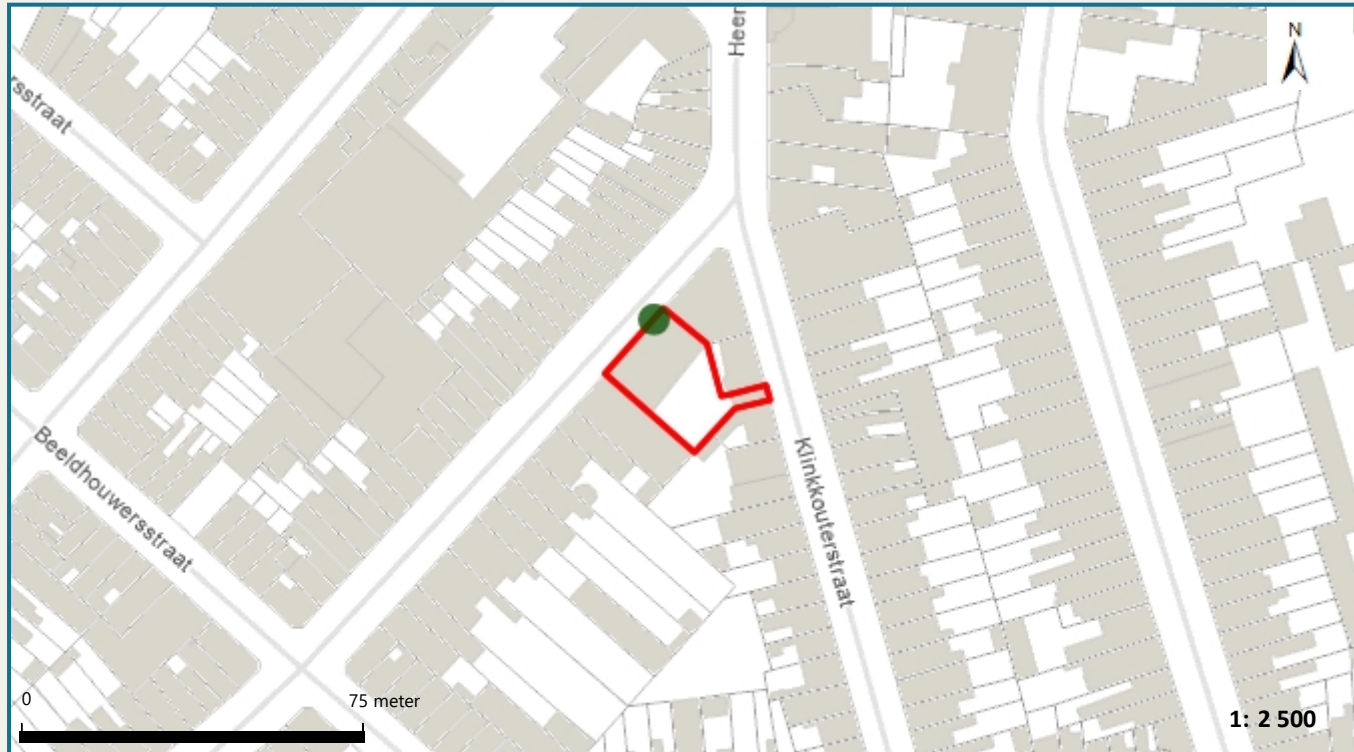 Heer
N
rsstraat
Beeldhouwersstraat
Klinkkouterstraat
0
75 meter
1: 2 500